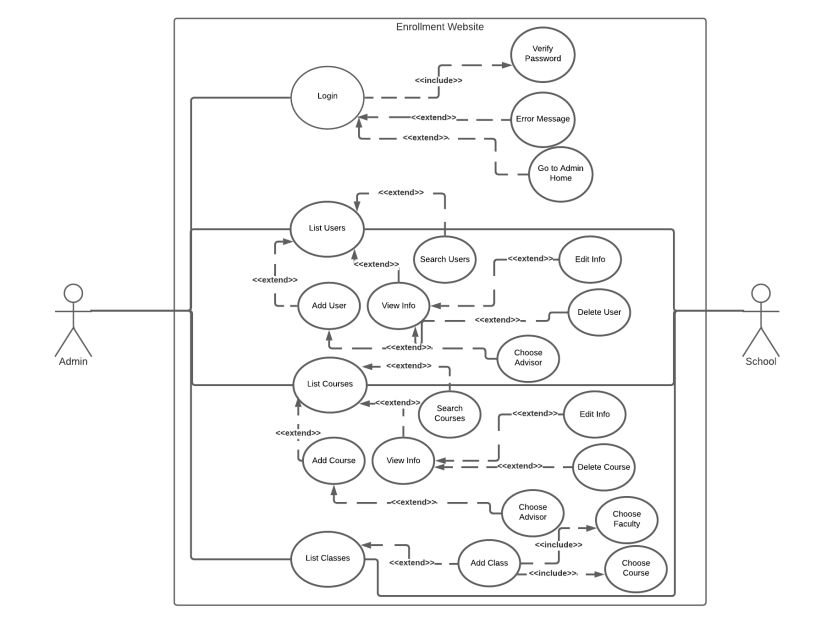 Enrollment Website
Verify
Password
<<include>>
Login
<<extend>>
Error Message
<<extend>>
Go to Admin
Home
<<extend>>
List Users
Search Users
<<extend>>
Edit Info
<<extend>>
<<extend>>
Add User
View Info
Delete User
<<extend>>
<<extend>>
Choose
Advisor
Admin
School
<<extend>>
List Courses
<<extend>>
Search
Courses
<<extend>>
Edit Info
<<extend>>
Add Course
View Info
<<extend>>
Delete Course
<<extend>>
Choose
Advisor
Choose
Faculty
<<include>>
List Classes
<<extend>>
Add Class
<<include>>
Choose
Course